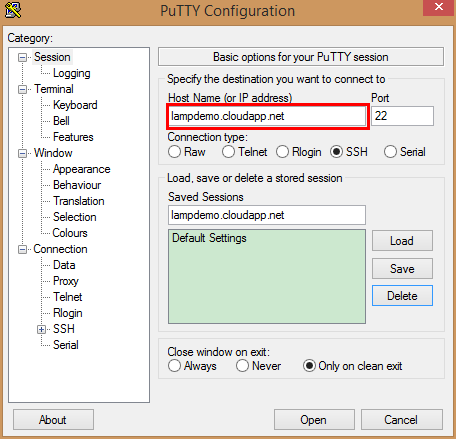 PuTTY Configuration
Category:
Session
Logging
Terminal
Keyboard
Bell
Features
Window
Appearance
Behaviour
Translation
Selection
Colours
Connection
Data
Proxy
Telnet
Rlogin
SSH
Serial
Basic options for your PuTTY session
Specify the destination you want to connect to
Host Name (or IP address) Port
lampdemo.cloudapp.net 22
Connection type:
Raw Telnet Rlogin SSH Serial
Load, save or delete a stored session
Saved Sessions
lampdemo.cloudapp.net
Default Settings
Load
Save
Delete
Close window on exit:
Always Never Only on clean exit
About Open Cancel